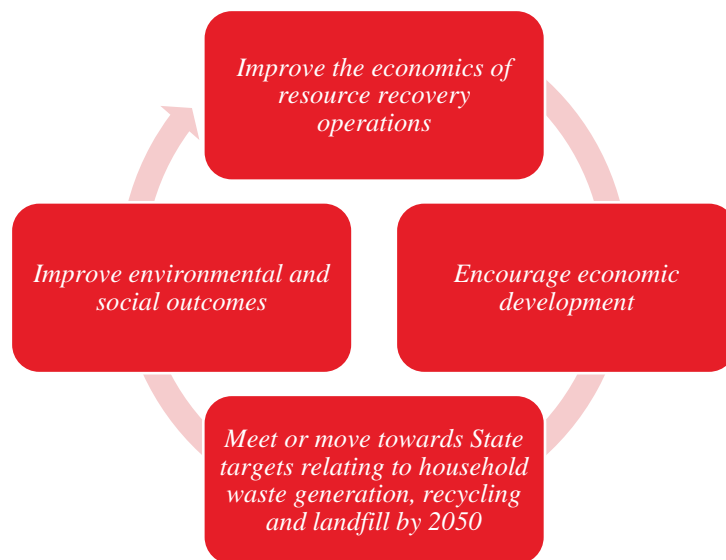 Improve the economics of
resource recovery
operations
Encourage economic
development
Meet or move towards State
targets relating to household
waste generation, recycling
and landfill by 2050
Improve environmental and
social outcomes